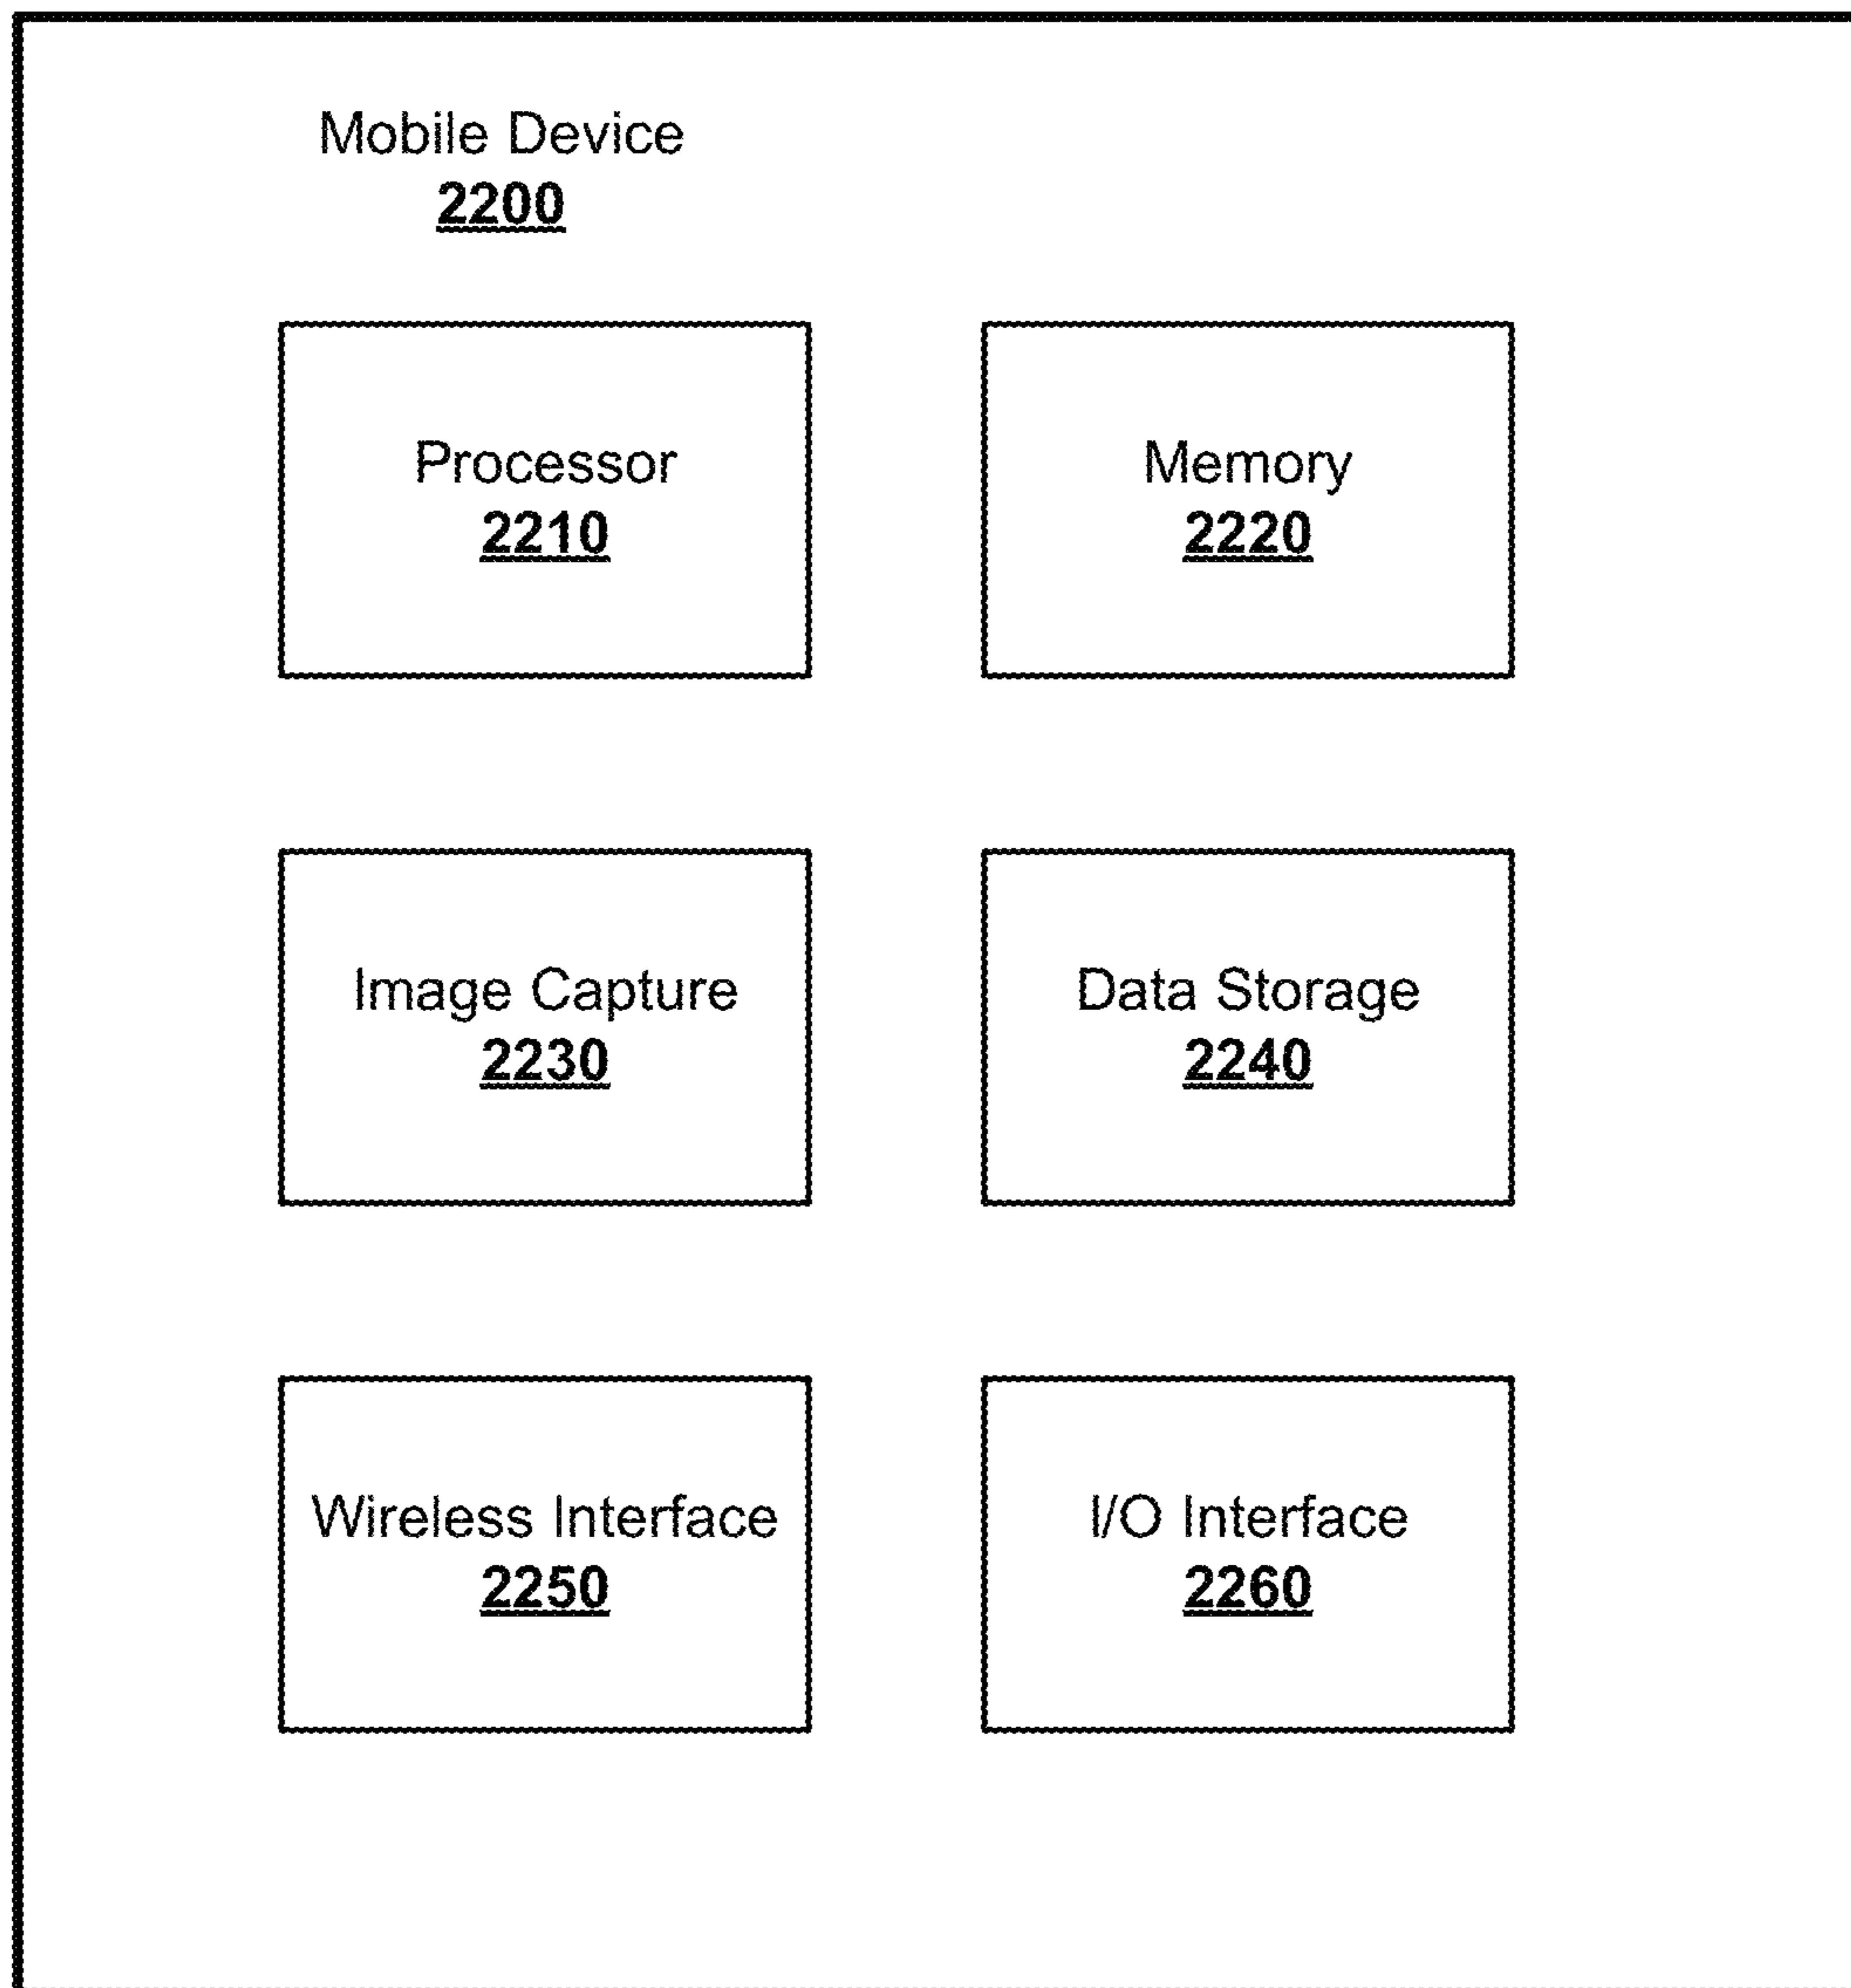 Mobile Device
2200
Processor
2210
Memory
2220
Image Capture
2230
Data Storage
2240
Wireless Interface
2250
I/O Interface
2260